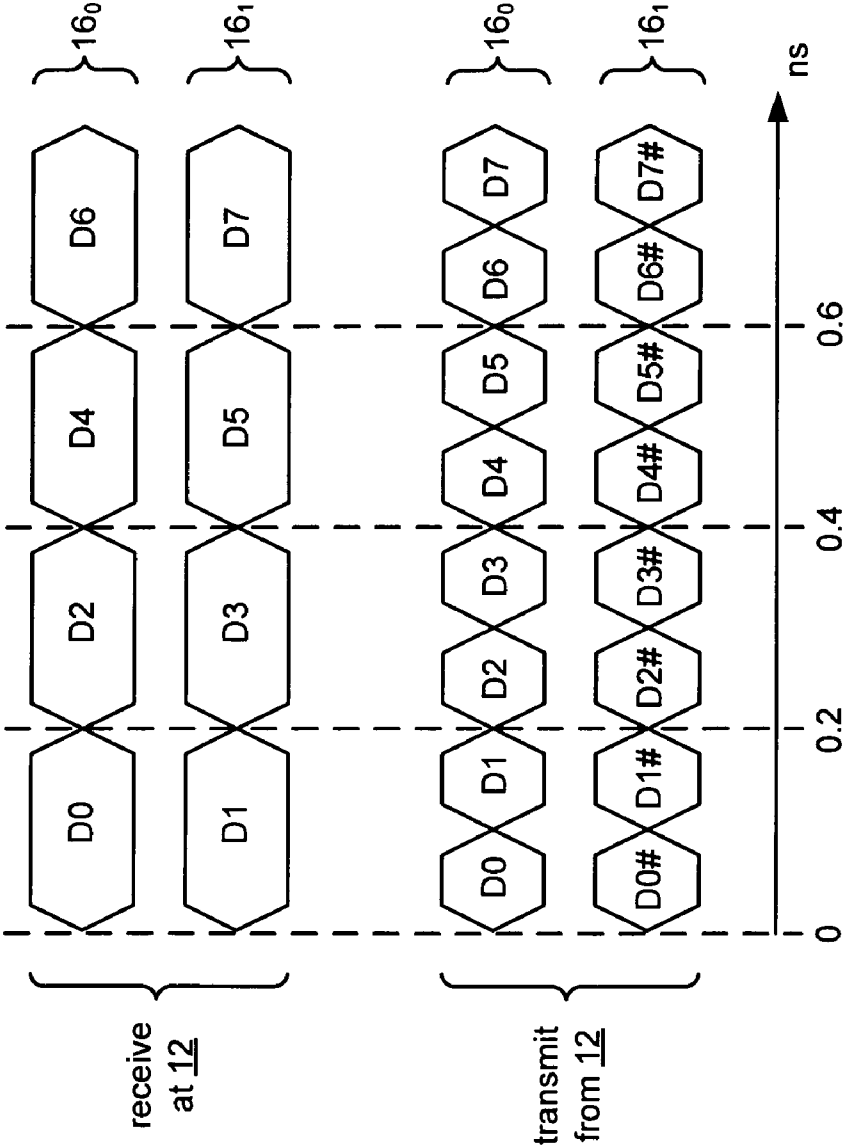 receive
at 12
D0 D2 D4 D6 16₀
D1 D3 D5 D7 16₁
transmit
from 12
D0 D1 D2 D3 D4 D5 D6 D7 16₀
D0# D1# D2# D3# D4# D5# D6# D7# 16₁
ns
0 0.2 0.4 0.6